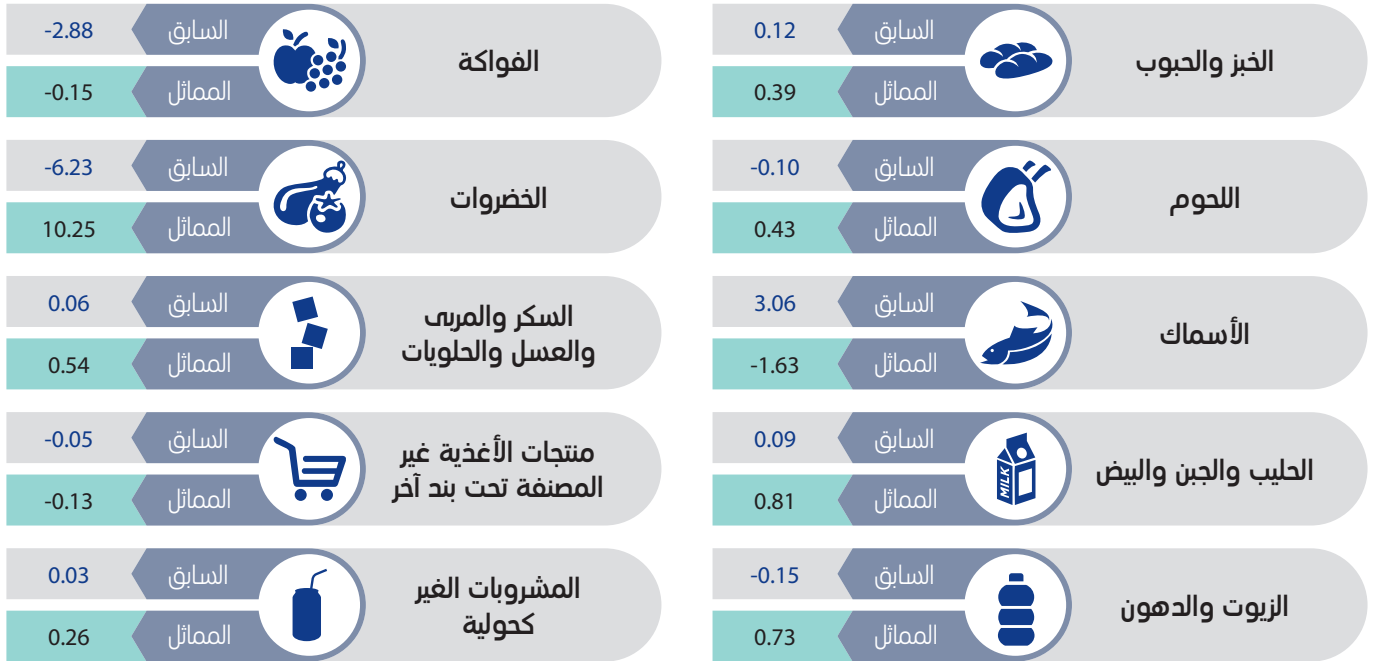 الخبز والحبوب
السابق
0.12
المماثل
0.39
اللحوم
السابق
-0.10
المماثل
0.43
الأسماك
السابق
3.06
المماثل
-1.63
الحليب والجبن والبيض
MILK
السابق
0.09
المماثل
0.81
الزيوت والدهون
السابق
-0.15
المماثل
0.73
الفواكة
السابق
-2.88
المماثل
-0.15
الخضروات
السابق
-6.23
المماثل
10.25
السكر والمربى
والعسل والحلويات
السابق
0.06
المماثل
0.54
منتجات الأغذية غير
المصنفة تحت بند آخر
السابق
-0.05
المماثل
-0.13
المشروبات الغير
كحولية
السابق
0.03
المماثل
0.26